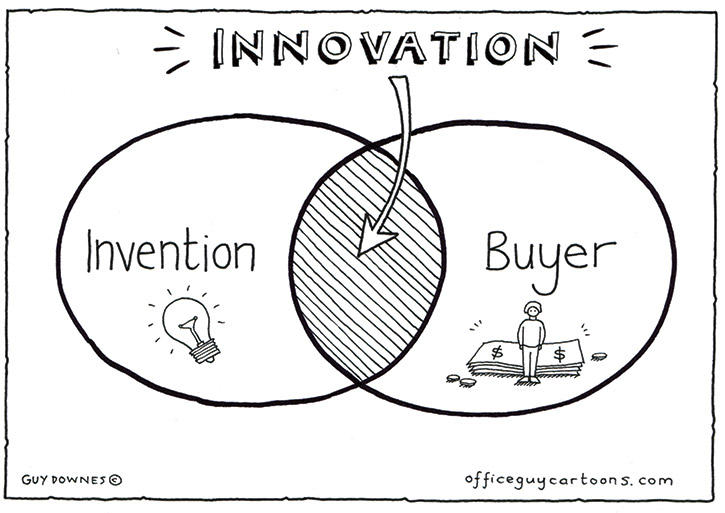 INNOVATION
Invention
Buyer
$ $
GUY DOWNES ©
officeguycartoons.com